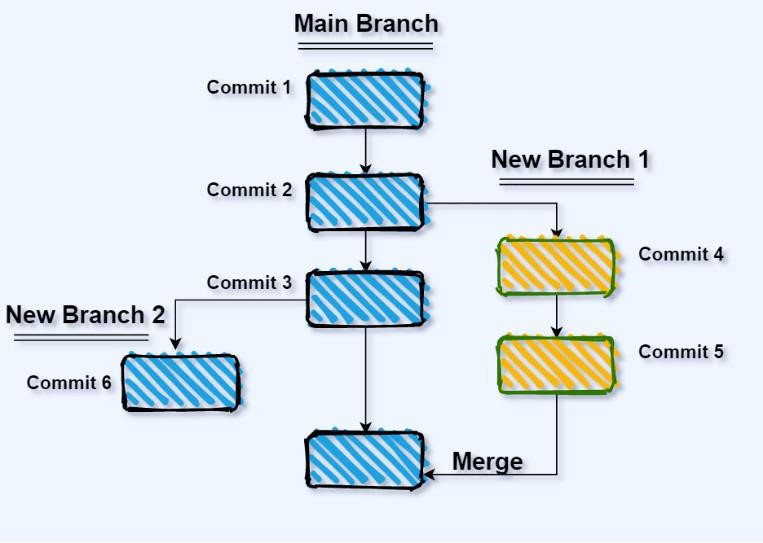 Main Branch
Commit 1
New Branch 1
Commit 2
Commit 4
Commit 3
New Branch 2
Commit 5
Commit 6
Merge